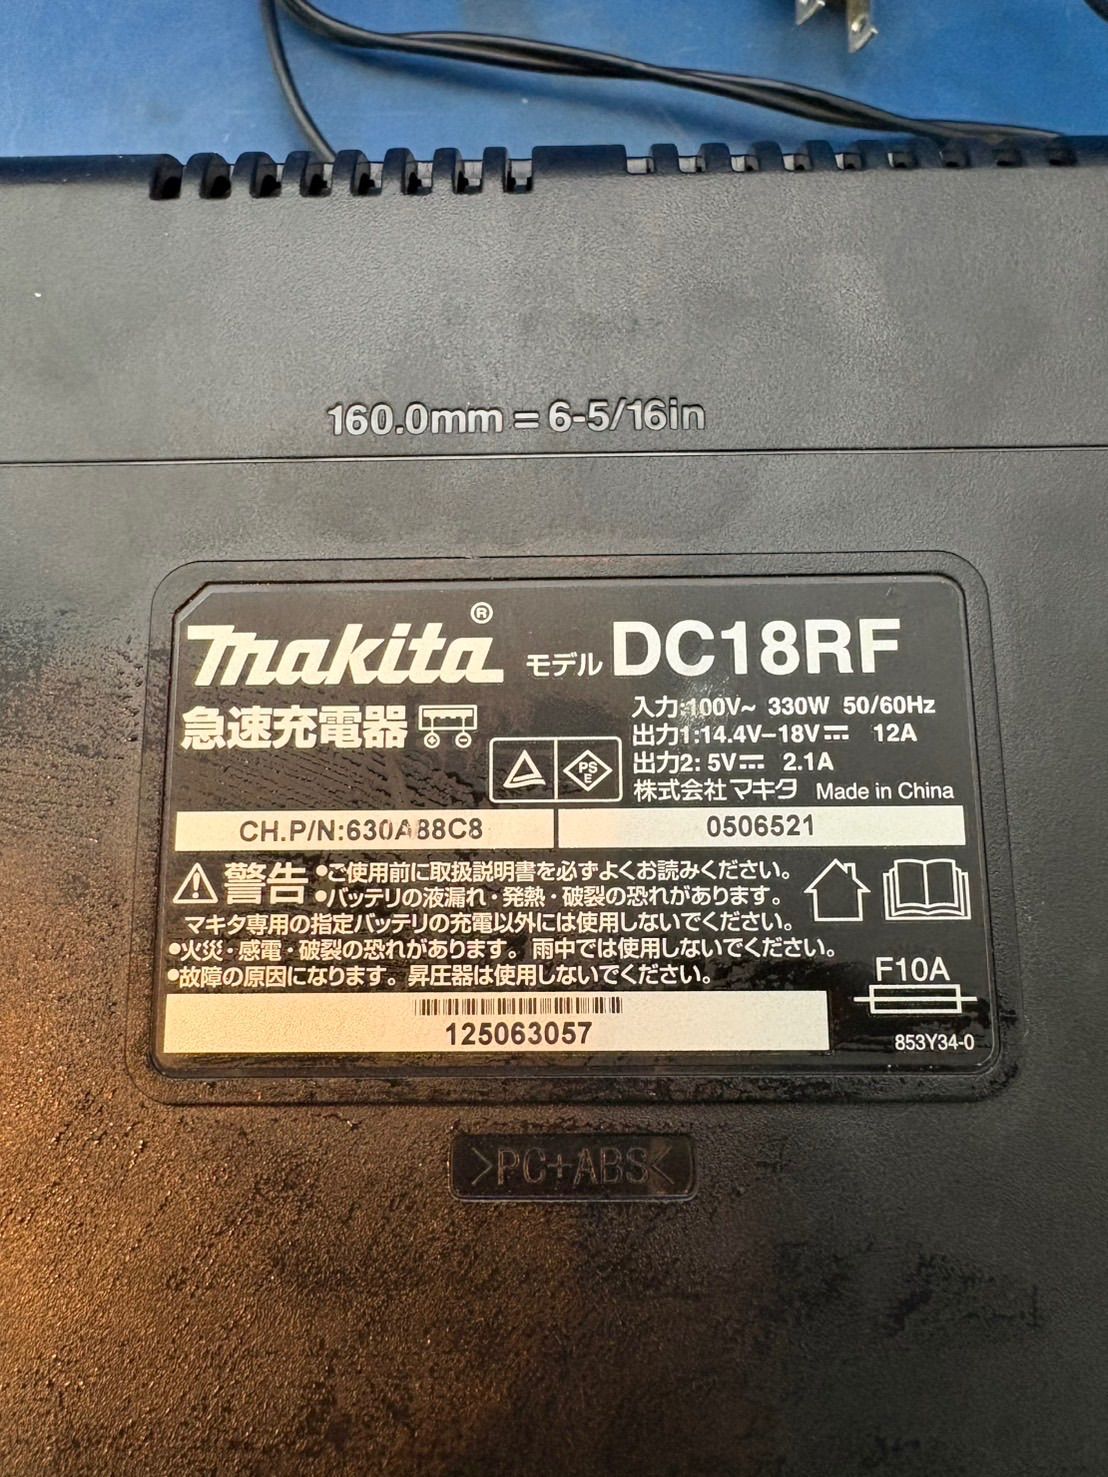 160.0mm = 6-5/16in
makita® モデル DC18RF
急速充電器
入力:100V~ 330W 50/60Hz
出力1:14.4V-18V⎓ 12A
出力2: 5V⎓ 2.1A
PS
E
株式会社マキタ Made in China
CH.P/N:630A88C8 0506521
警告 •ご使用前に取扱説明書を必ずよくお読みください。
•バッテリの液漏れ・発熱・破裂の恐れがあります。
マキタ専用の指定バッテリの充電以外には使用しないでください。
•火災・感電・破裂の恐れがあります。雨中では使用しないでください。
•故障の原因になります。昇圧器は使用しないでください。
F10A
125063057
853Y34-0
>PC+ABS<